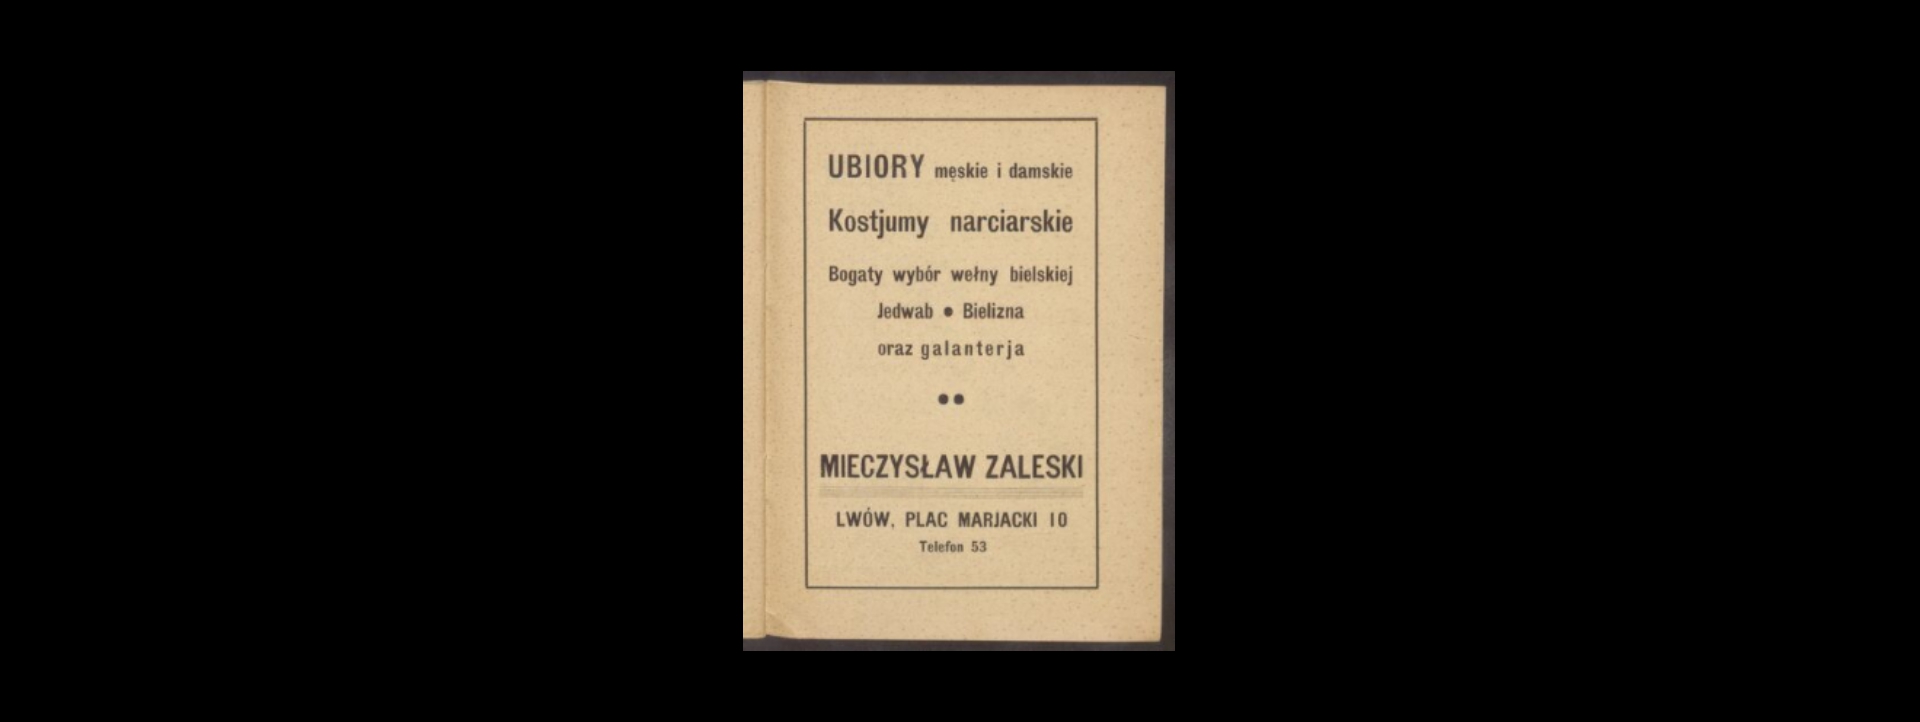 UBIORY męskie i damskie
Kostjumy narciarskie
Bogaty wybór wełny bielskiej
Jedwab • Bielizna
oraz galanterja
MIECZYSŁAW ZALESKI
LWÓW, PLAC MARJACKI 10
Telefon 53